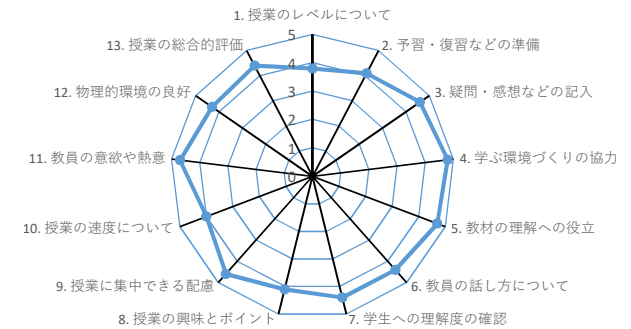 1. 授業のレベルについて
2. 予習・復習などの準備
3. 疑問・感想などの記入
4. 学ぶ環境づくりの協力
5. 教材の理解への役立
6. 教員の話し方について
7. 学生への理解度の確認
8. 授業の興味とポイント
9. 授業に集中できる配慮
10. 授業の速度について
11. 教員の意欲や熱意
12. 物理的環境の良好
13. 授業の総合的評価
5
4
3
2
1
0